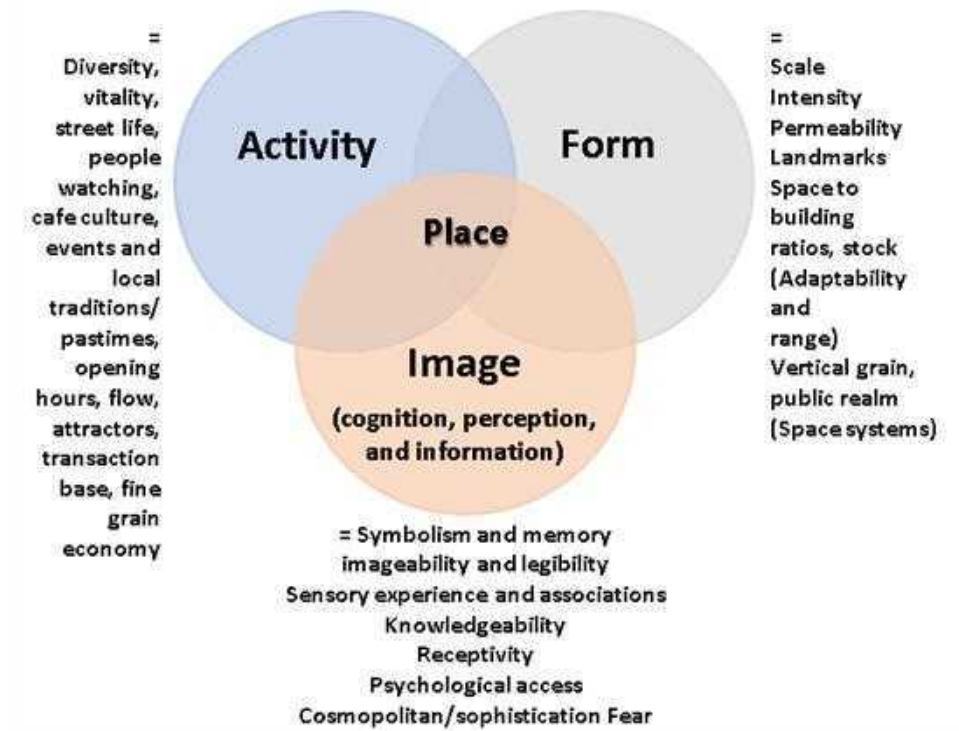 =
Diversity,
vitality,
street life,
people
watching,
cafe culture,
events and
local
traditions/
pastimes,
opening
hours, flow,
attractors,
transaction
base, fine
grain
economy
Activity
Form
Place
Image
(cognition, perception,
and information)
=
Scale
Intensity
Permeability
Landmarks
Space to
building
ratios, stock
(Adaptability
and
range)
Vertical grain,
public realm
(Space systems)
= Symbolism and memory
imageability and legibility
Sensory experience and associations
Knowledgeability
Receptivity
Psychological access
Cosmopolitan/sophistication Fear